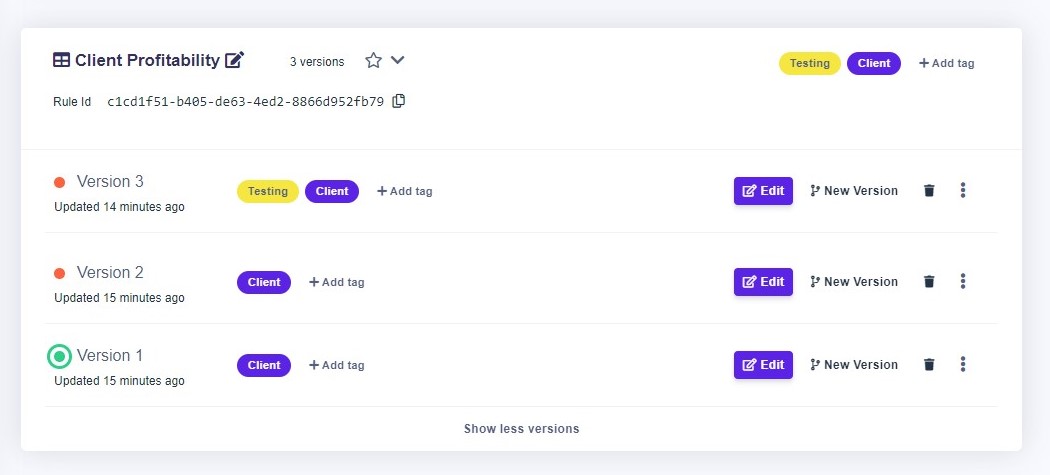 Client Profitability 3 versions Testing Client + Add tag
Rule Id c1cd1f51-b405-de63-4ed2-8866d952fb79
Version 3
Updated 14 minutes ago
Testing Client + Add tag Edit New Version
Version 2
Updated 15 minutes ago
Client + Add tag Edit New Version
Version 1
Updated 15 minutes ago
Client + Add tag Edit New Version
Show less versions